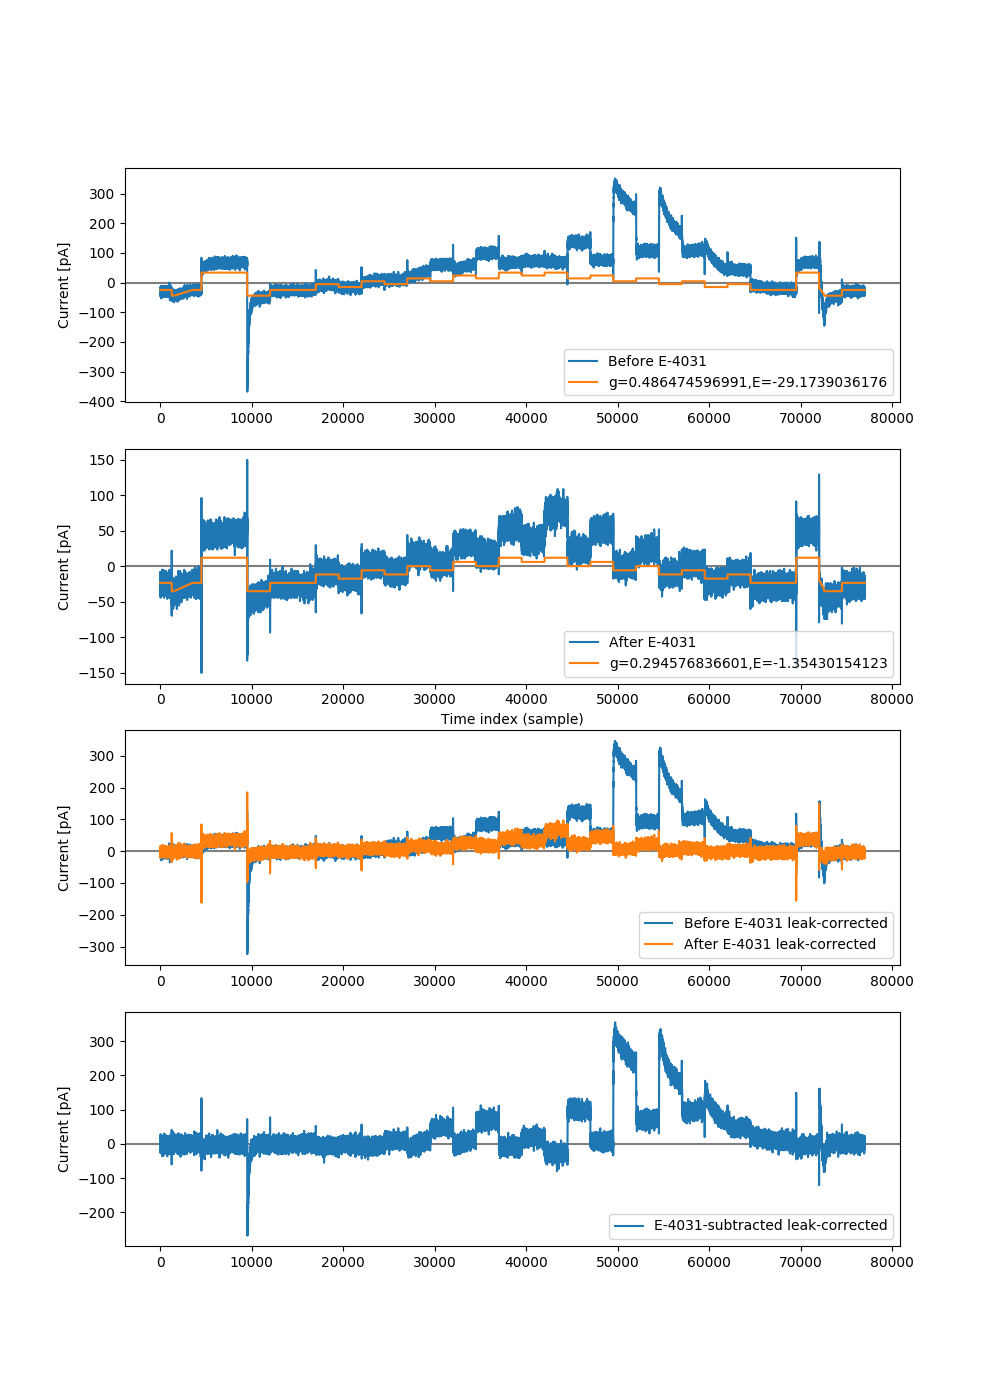 Current [pA]
300
200
100
0
−100
−200
−300
−400
0 10000 20000 30000 40000 50000 60000 70000 80000
Before E-4031
g=0.486474596991,E=-29.1739036176
Current [pA]
150
100
50
0
−50
−100
−150
0 10000 20000 30000 40000 50000 60000 70000 80000
Time index (sample)
After E-4031
g=0.294576836601,E=-1.35430154123
Current [pA]
300
200
100
0
−100
−200
−300
0 10000 20000 30000 40000 50000 60000 70000 80000
Before E-4031 leak-corrected
After E-4031 leak-corrected
Current [pA]
300
200
100
0
−100
−200
0 10000 20000 30000 40000 50000 60000 70000 80000
E-4031-subtracted leak-corrected